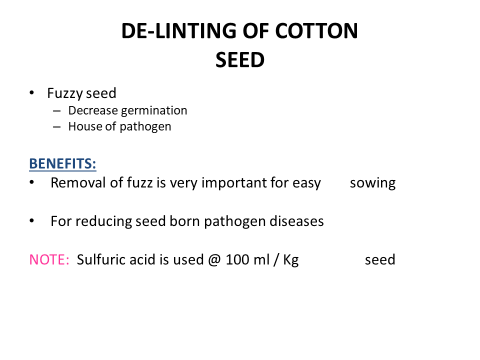 DE-LINTING OF COTTON
SEED
• Fuzzy seed
– Decrease germination
– House of pathogen
BENEFITS:
• Removal of fuzz is very important for easy sowing
• For reducing seed born pathogen diseases
NOTE: Sulfuric acid is used @ 100 ml / Kg seed